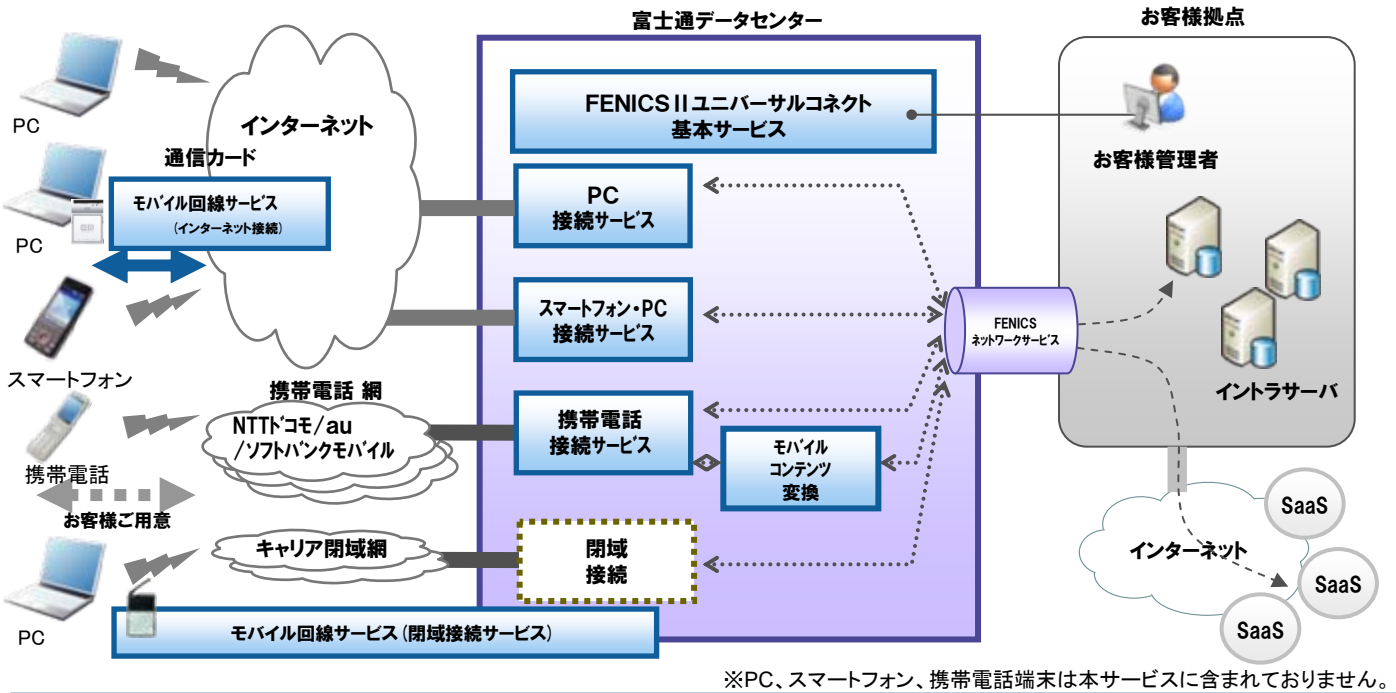 富士通データセンター
お客様拠点
PC
インターネット
FENICSⅡユニバーサルコネクト
基本サービス
お客様管理者
通信カード
モバイル回線サービス
(インターネット接続)
PC
PC
接続サービス
スマートフォン・PC
接続サービス
FENICS
ネットワークサービス
イントラサーバ
スマートフォン
携帯電話 網
NTTドコモ/au
/ソフトバンクモバイル
携帯電話
接続サービス
モバイル
コンテンツ
変換
携帯電話
お客様ご用意
キャリア閉域網
閉域
接続
インターネット
SaaS
SaaS
SaaS
PC
モバイル回線サービス(閉域接続サービス)
※PC、スマートフォン、携帯電話端末は本サービスに含まれておりません。